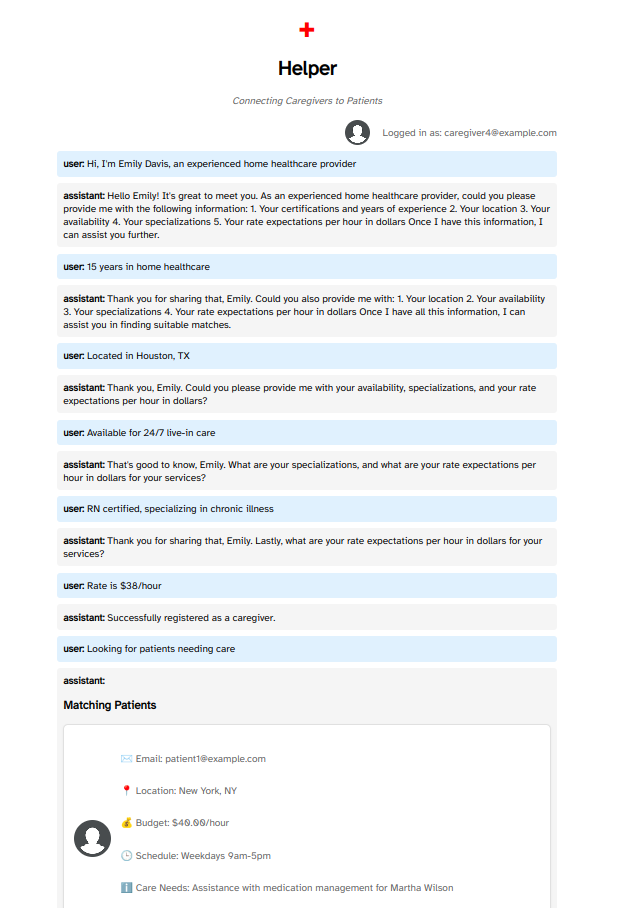 Helper
Connecting Caregivers to Patients
Logged in as: caregiver4@example.com
user: Hi, I'm Emily Davis, an experienced home healthcare provider
assistant: Hello Emily! It's great to meet you. As an experienced home healthcare provider, could you please
provide me with the following information: 1. Your certifications and years of experience 2. Your location 3. Your
availability 4. Your specializations 5. Your rate expectations per hour in dollars Once I have this information, I
can assist you further.
user: 15 years in home healthcare
assistant: Thank you for sharing that, Emily. Could you also provide me with: 1. Your location 2. Your availability
3. Your specializations 4. Your rate expectations per hour in dollars Once I have all this information, I can
assist you in finding suitable matches.
user: Located in Houston, TX
assistant: Thank you, Emily. Could you please provide me with your availability, specializations, and your rate
expectations per hour in dollars?
user: Available for 24/7 live-in care
assistant: That's good to know, Emily. What are your specializations, and what are your rate expectations per
hour in dollars for your services?
user: RN certified, specializing in chronic illness
assistant: Thank you for sharing that, Emily. Lastly, what are your rate expectations per hour in dollars for your
services?
user: Rate is $38/hour
assistant: Successfully registered as a caregiver.
user: Looking for patients needing care
assistant:
Matching Patients
Email: patient1@example.com
Location: New York, NY
Budget: $40.00/hour
Schedule: Weekdays 9am-5pm
Care Needs: Assistance with medication management for Martha Wilson